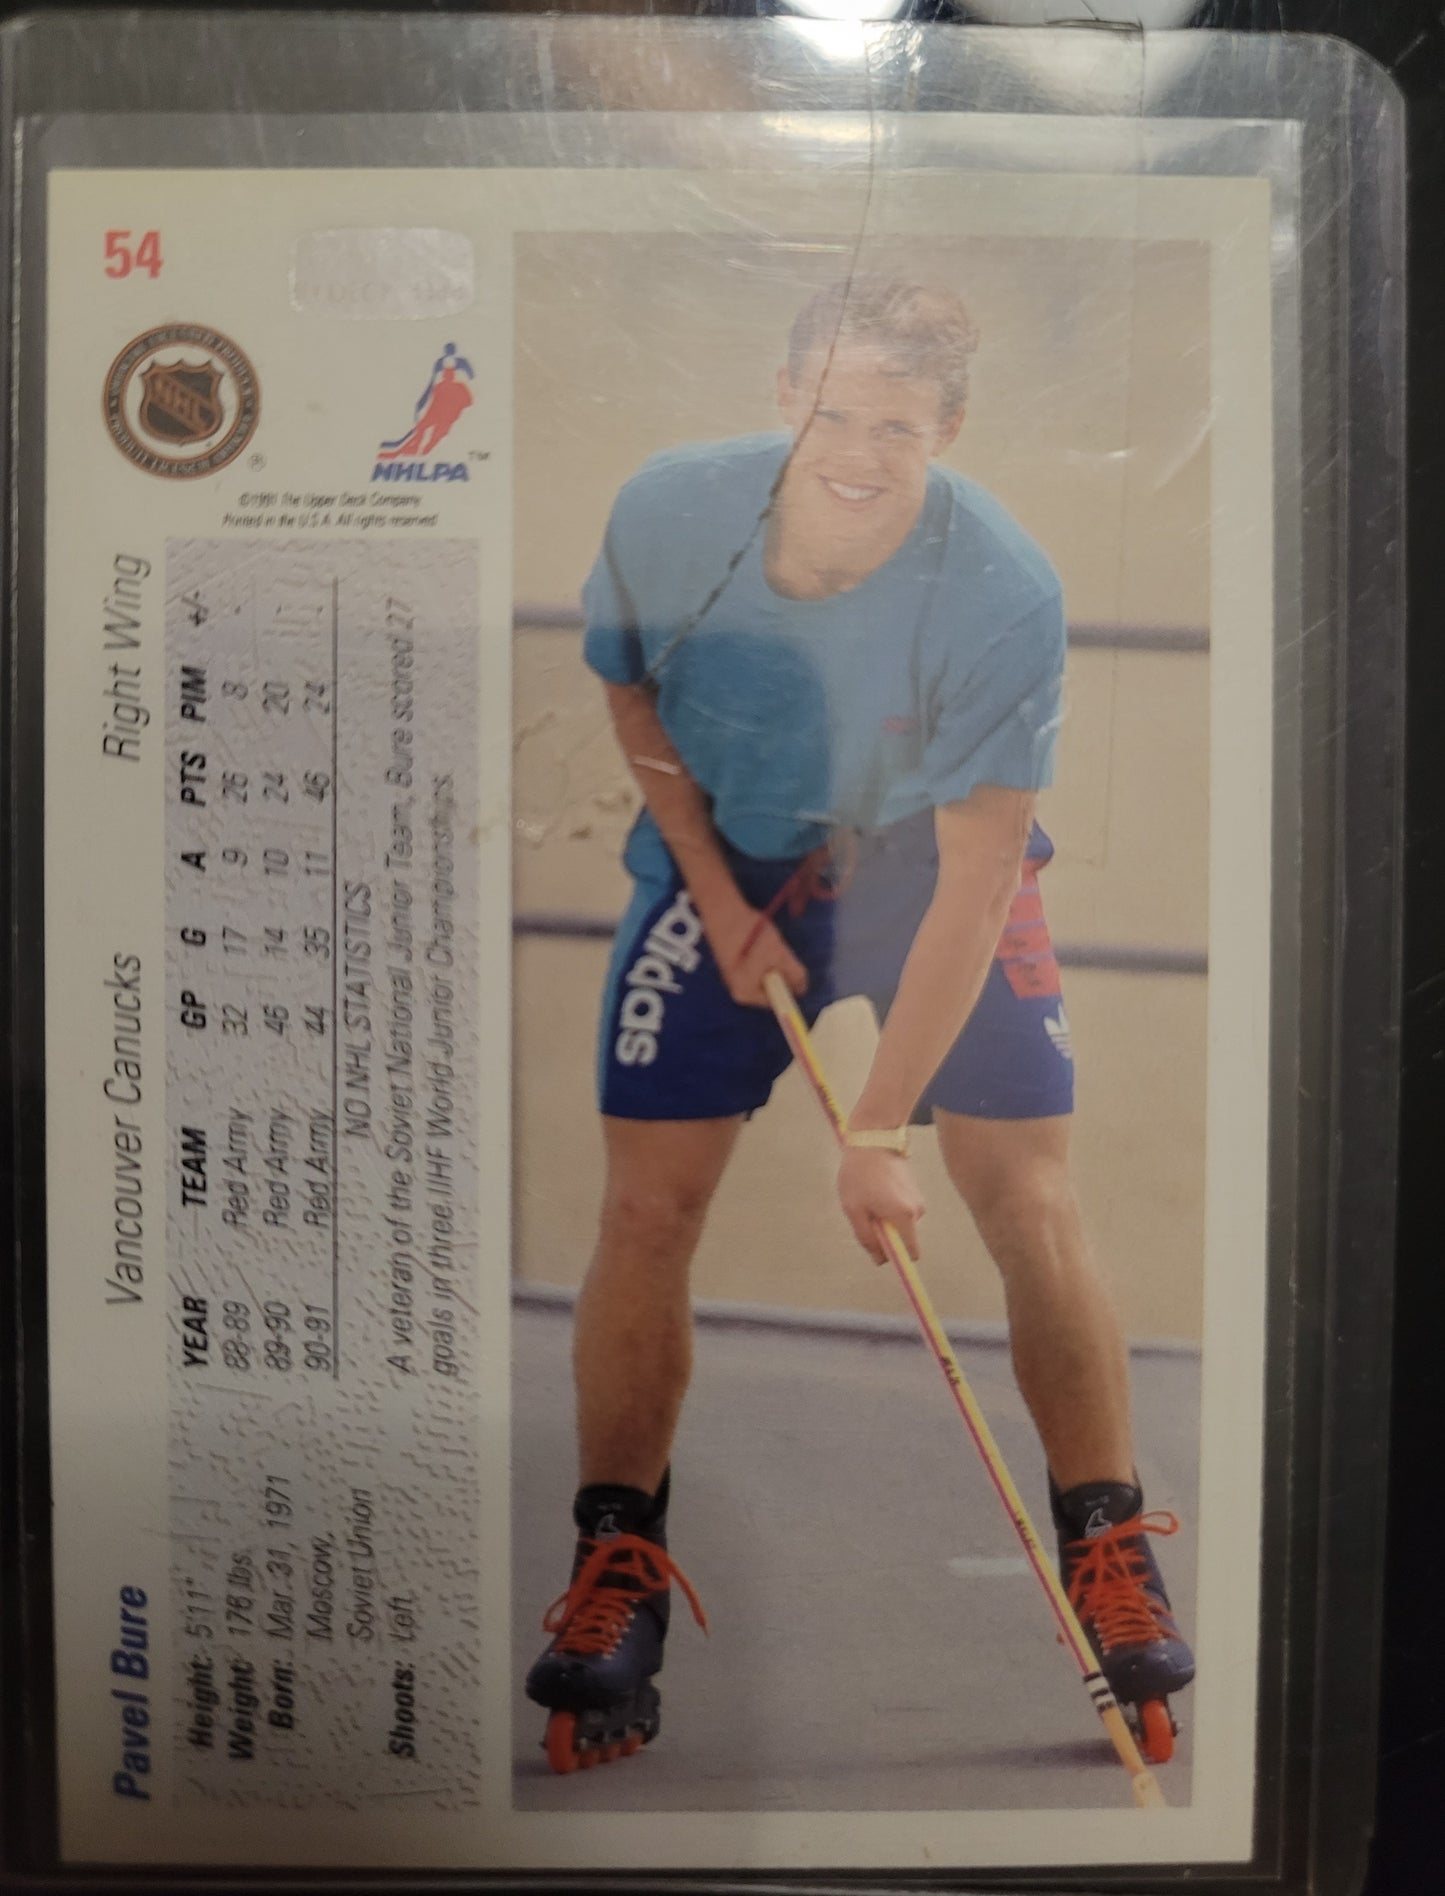 54
NHL
®
NHLPA™
©1991 The Upper Deck Company
Printed in the U.S.A. All rights reserved
Pavel Bure Vancouver Canucks Right Wing
Height: 5'11"
Weight: 176 lbs.
Born: Mar. 31, 1971
Moscow,
Soviet Union
Shoots: Left
YEAR TEAM GP G A PTS PIM +/-
88-89 Red Army 32 17 9 26 8 -
89-90 Red Army 46 14 10 24 20
90-91 Red Army 44 35 11 46 24
NO NHL STATISTICS
A veteran of the Soviet National Junior Team, Bure scored 27
goals in three IIHF World Junior Championships.
adidas